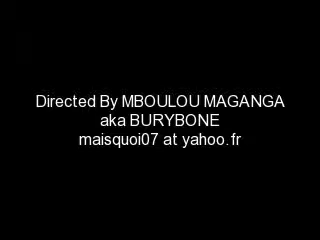 Directed By MBOULOU MAGANGA
aka BURYBONE
maisquoi07 at yahoo.fr